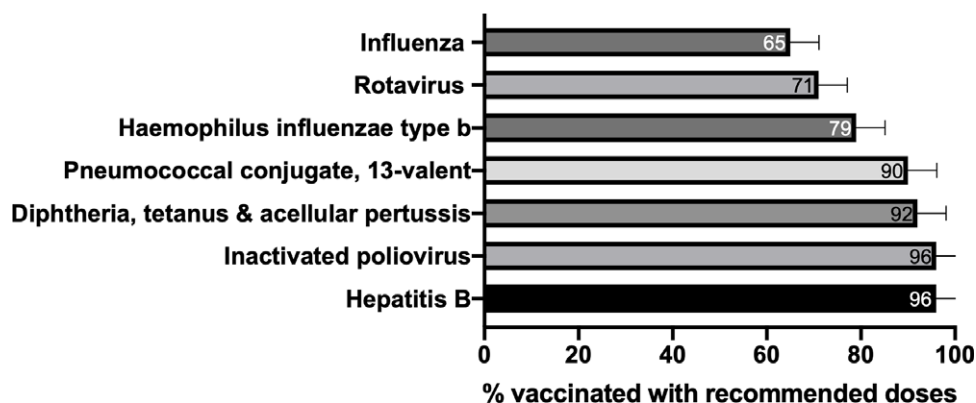 Influenza 65
Rotavirus 71
Haemophilus influenzae type b 79
Pneumococcal conjugate, 13-valent 90
Diphtheria, tetanus & acellular pertussis 92
Inactivated poliovirus 96
Hepatitis B 96
0 20 40 60 80 100
% vaccinated with recommended doses